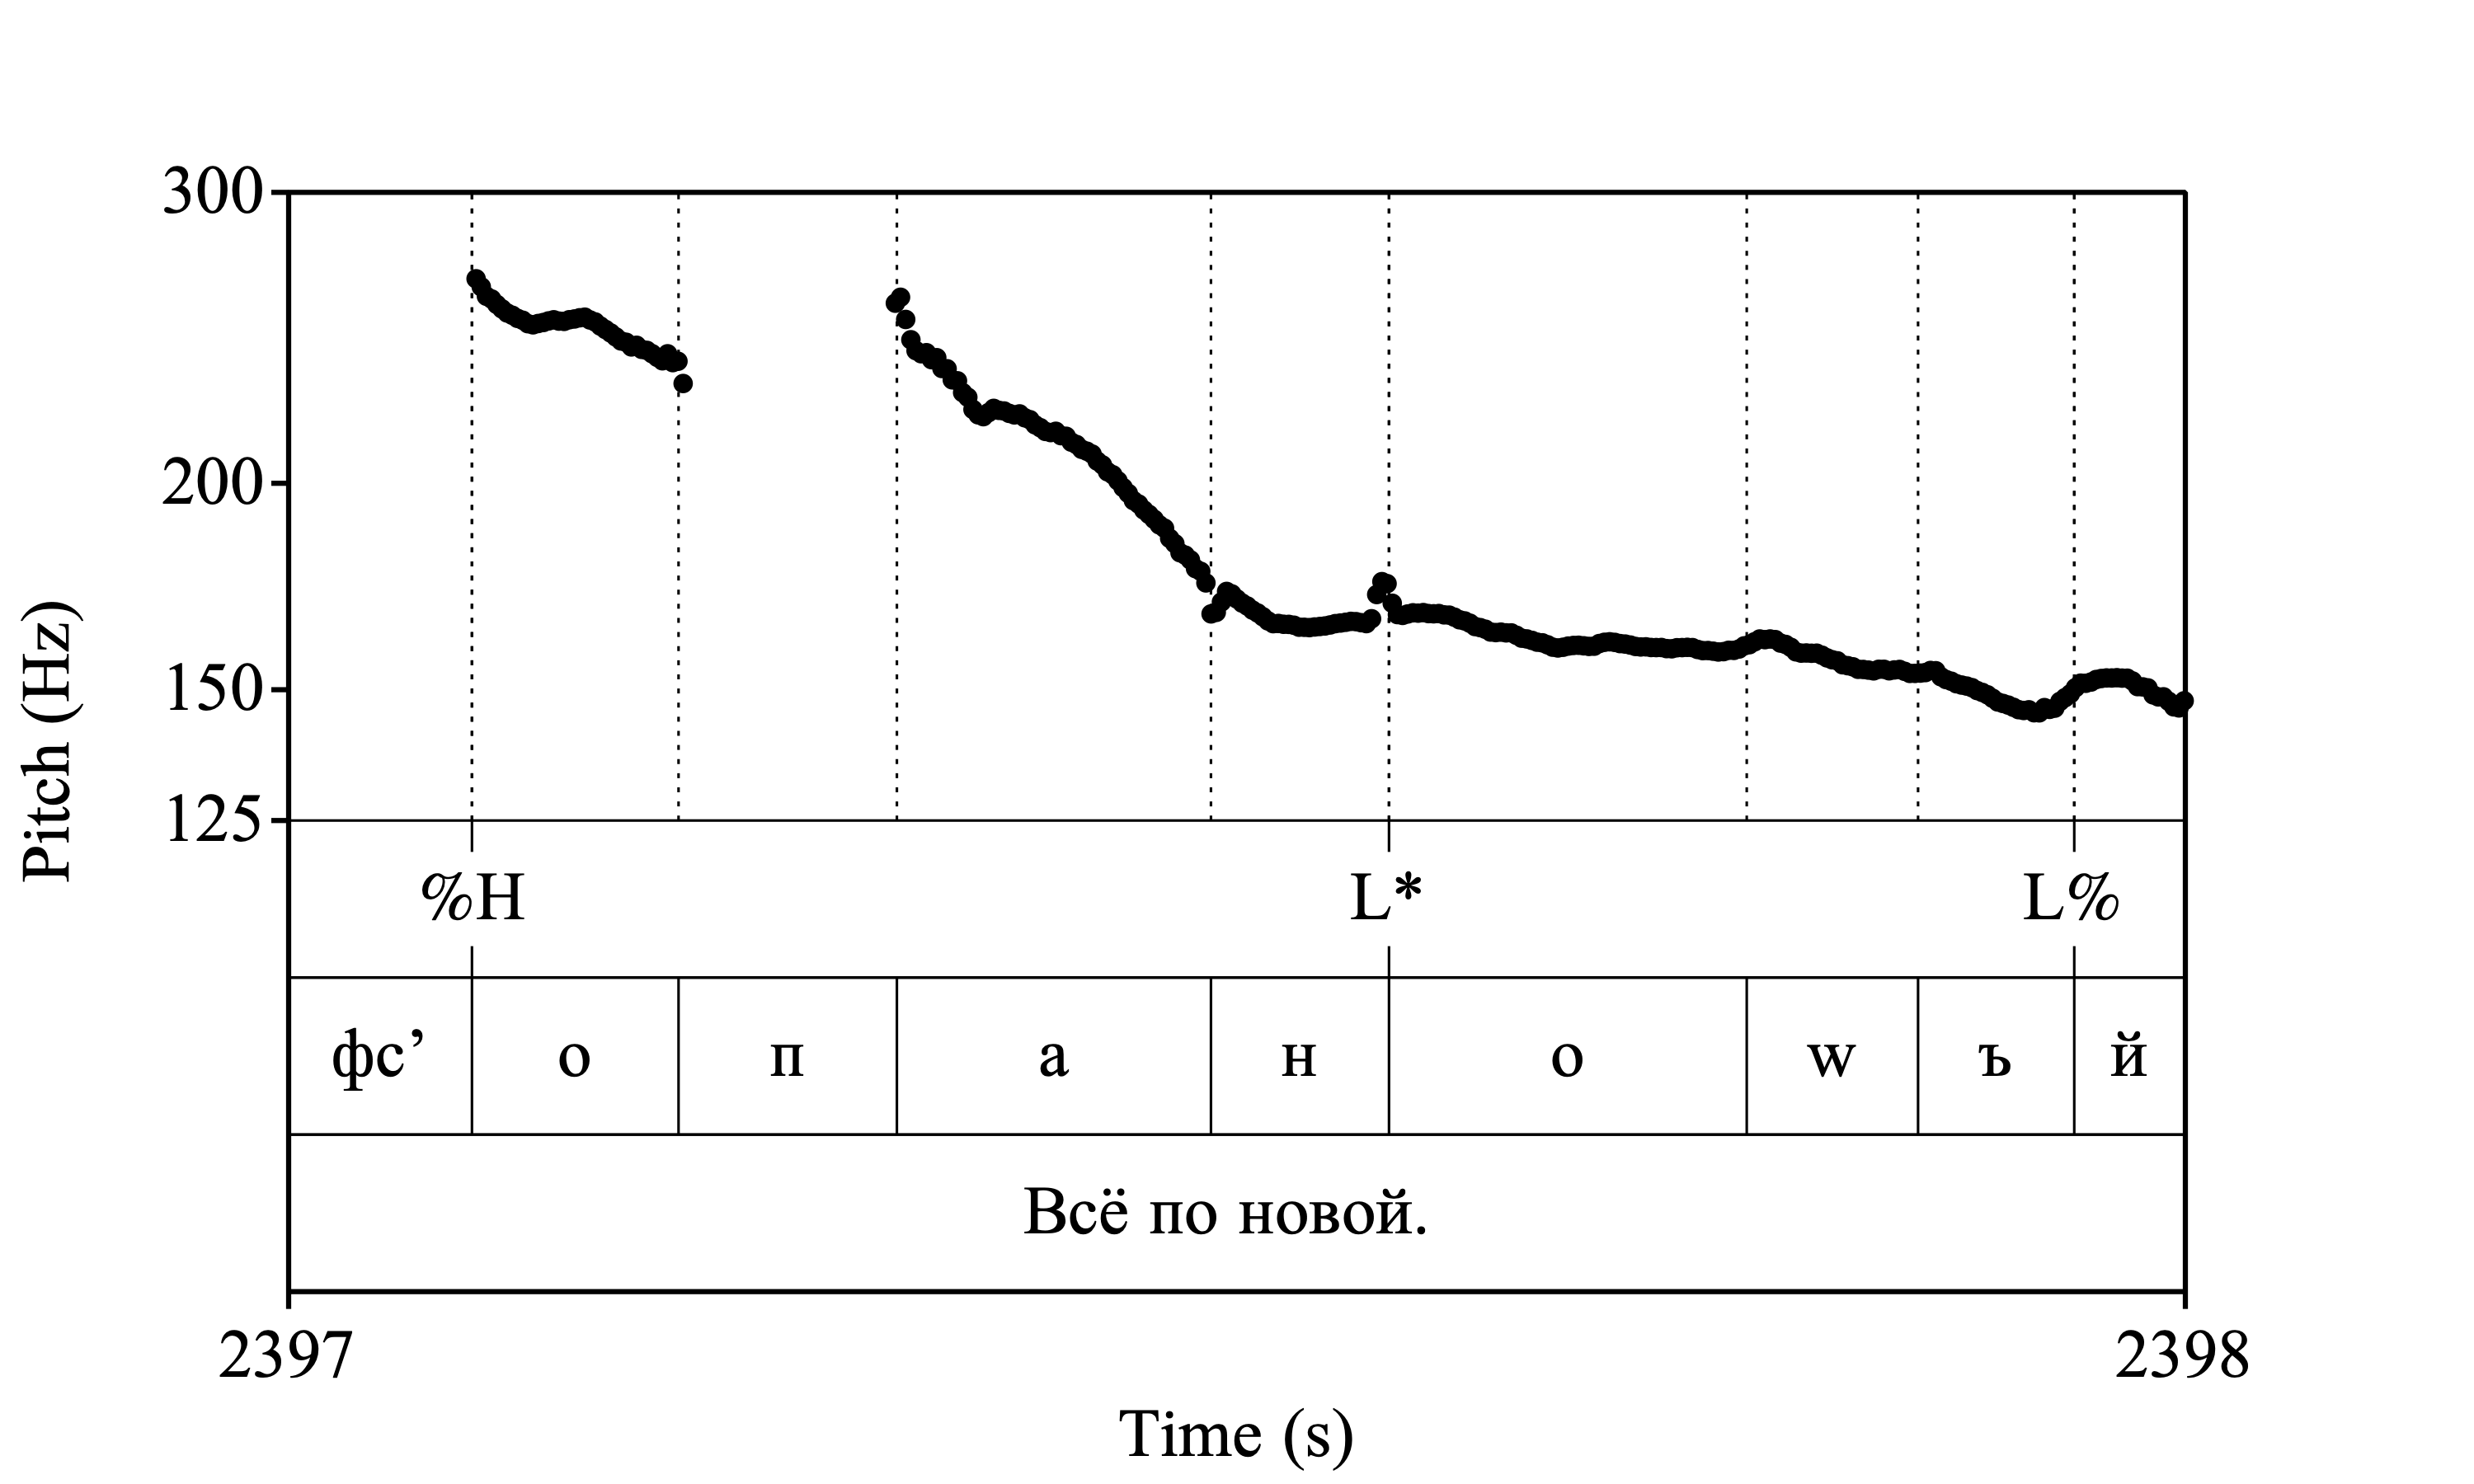 300
200
150
125
Pitch (Hz)
%H L* L%
фс’ о п а н о w ъ й
Всё по новой.
2397 2398
Time (s)